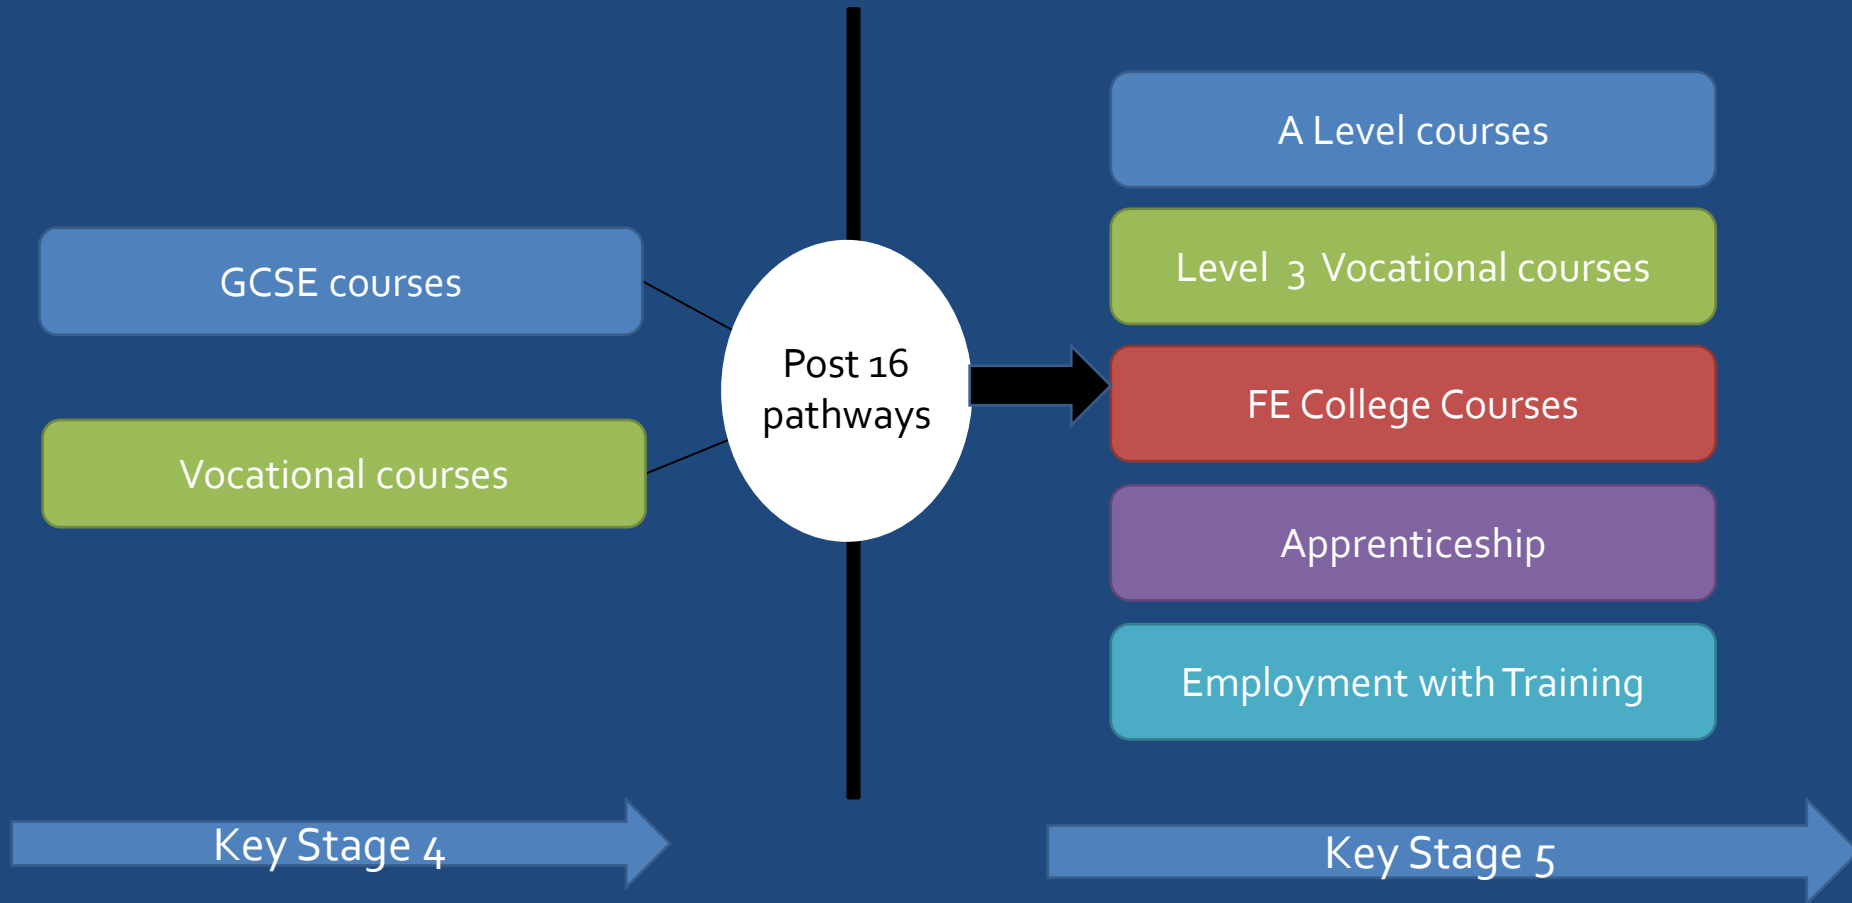 GCSE courses
Vocational courses
Key Stage 4
Post 16
pathways
A Level courses
Level 3 Vocational courses
FE College Courses
Apprenticeship
Employment with Training
Key Stage 5